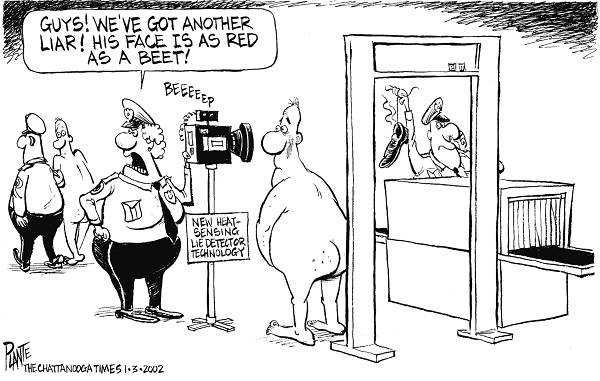 GUYS! WE'VE GOT ANOTHER
LIAR! HIS FACE IS AS RED
AS A BEET!
BEEEEEP
NEW HEAT-
SENSING
LIE DETECTOR
TECHNOLOGY
PLANTE
THE CHATTANOOGA TIMES 1·3·2002